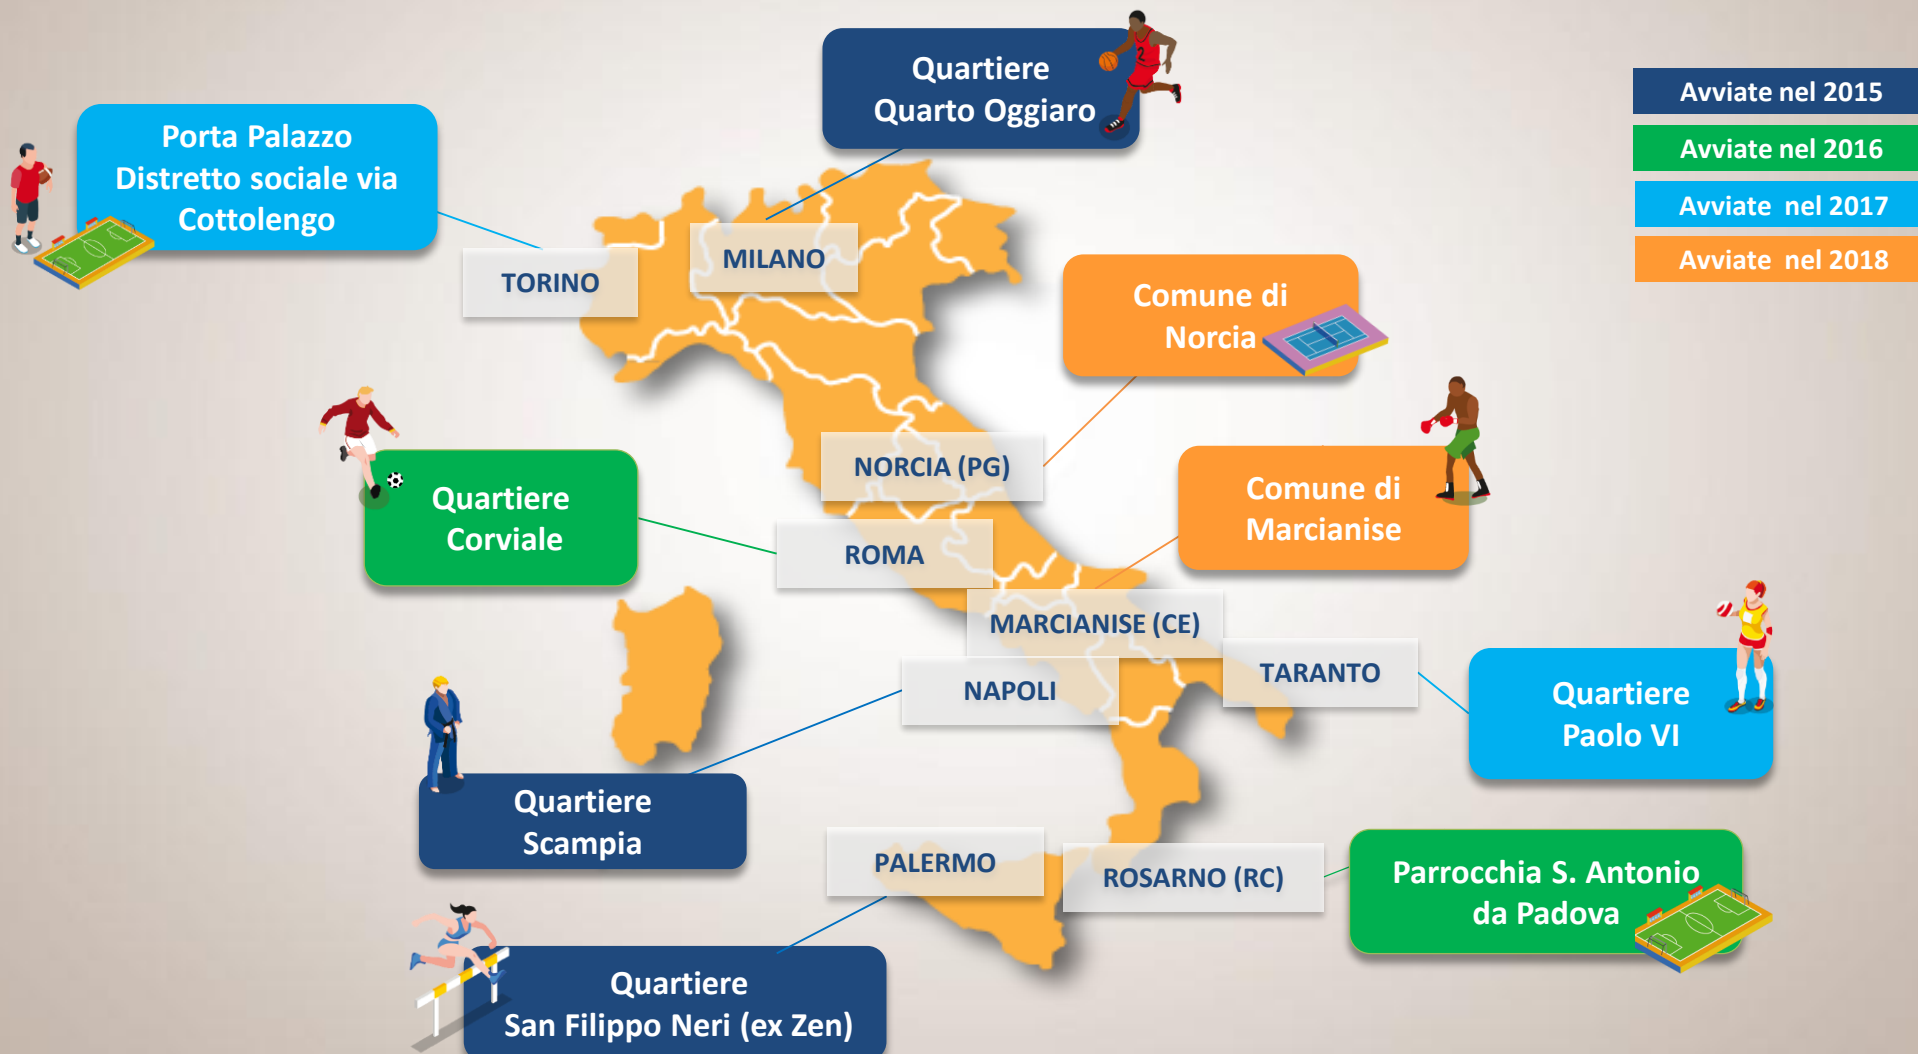 Quartiere
Quarto Oggiaro
Avviate nel 2015
Avviate nel 2016
Avviate nel 2017
Avviate nel 2018
Porta Palazzo
Distretto sociale via
Cottolengo
MILANO
TORINO
Comune di
Norcia
NORCIA (PG)
Quartiere
Corviale
Comune di
Marcianise
ROMA
MARCIANISE (CE)
TARANTO
NAPOLI
Quartiere
Paolo VI
Quartiere
Scampia
PALERMO
ROSARNO (RC)
Parrocchia S. Antonio
da Padova
Quartiere
San Filippo Neri (ex Zen)
2